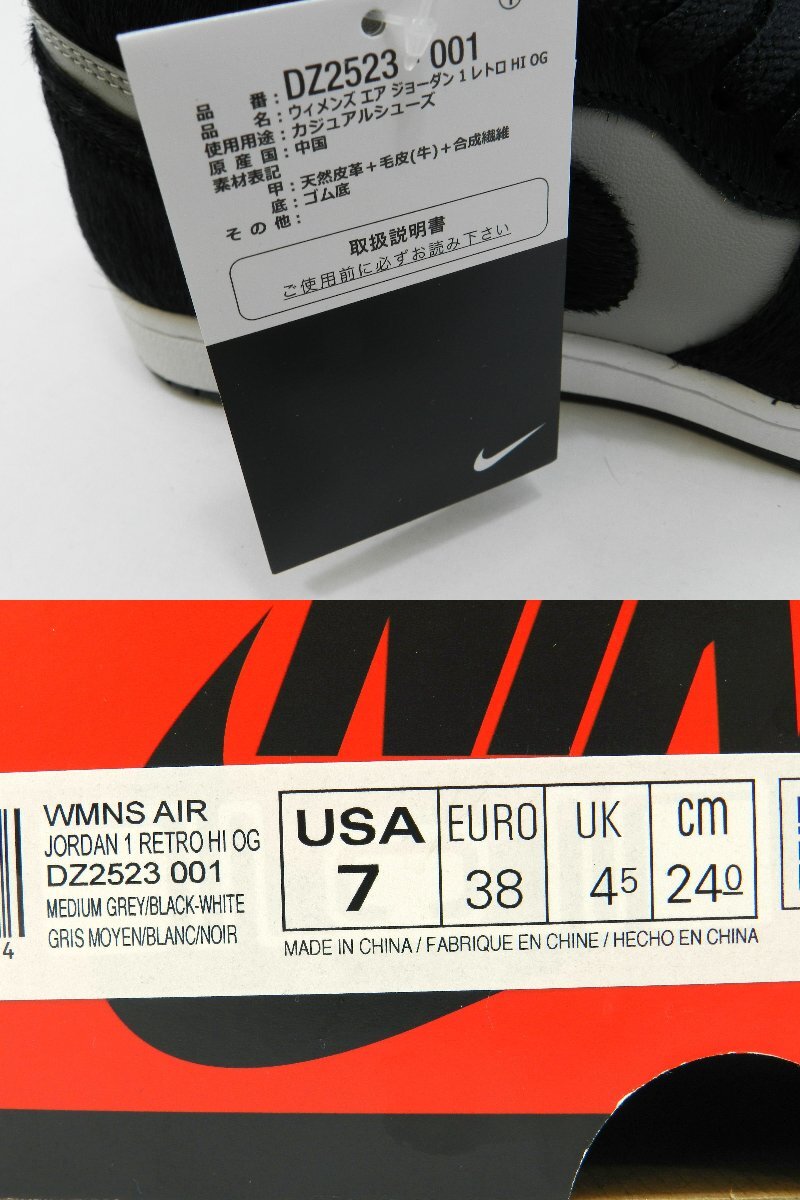 品番：DZ2523 001
品名：ウィメンズ エア ジョーダン 1 レトロ HI OG
使用用途：カジュアルシューズ
原産国：中国
素材表記
甲：天然皮革＋毛皮(牛)＋合成繊維
底：ゴム底
その他：
取扱説明書
ご使用前に必ずお読み下さい
WMNS AIR
JORDAN 1 RETRO HI OG
DZ2523 001
MEDIUM GREY/BLACK-WHITE
GRIS MOYEN/BLANC/NOIR
USA EURO UK cm
7 38 45 240
MADE IN CHINA / FABRIQUE EN CHINE / HECHO EN CHINA
4